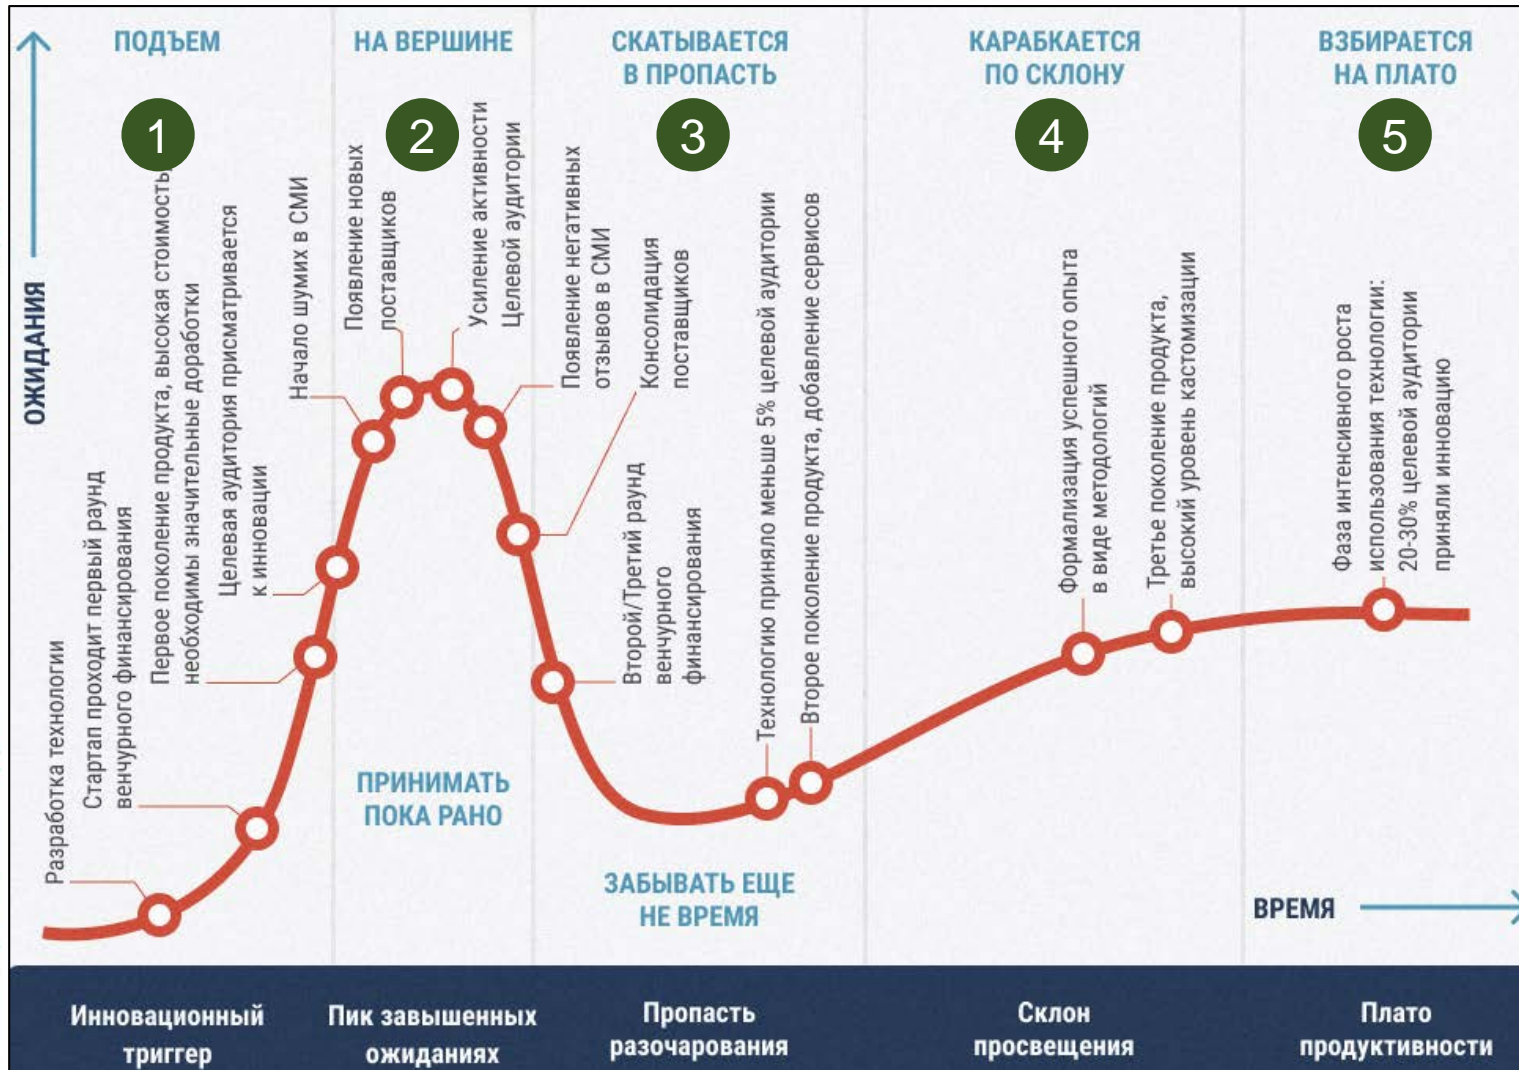 ПОДЪЕМ
НА ВЕРШИНЕ
СКАТЫВАЕТСЯ
В ПРОПАСТЬ
КАРАБКАЕТСЯ
ПО СКЛОНУ
ВЗБИРАЕТСЯ
НА ПЛАТО
1
2
3
4
5
ОЖИДАНИЯ
Разработка технологии
Стартап проходит первый раунд
венчурного финансирования
Первое поколение продукта, высокая стоимость,
необходимы значительные доработки
Целевая аудитория присматривается
к инновации
Начало шумих в СМИ
Появление новых
поставщиков
Усиление активности
Целевой аудитории
Появление негативных
отзывов в СМИ
Консолидация
поставщиков
Второй/Третий раунд
венчурного
финансирования
Технологию приняло меньше 5% целевой аудитории
Второе поколение продукта, добавление сервисов
Формализация успешного опыта
в виде методологий
Третье поколение продукта,
высокий уровень кастомизации
Фаза интенсивного роста
использования технологии:
20-30% целевой аудитории
приняли инновацию
ПРИНИМАТЬ
ПОКА РАНО
ЗАБЫВАТЬ ЕЩЕ
НЕ ВРЕМЯ
ВРЕМЯ
Инновационный
триггер
Пик завышенных
ожиданиях
Пропасть
разочарования
Склон
просвещения
Плато
продуктивности